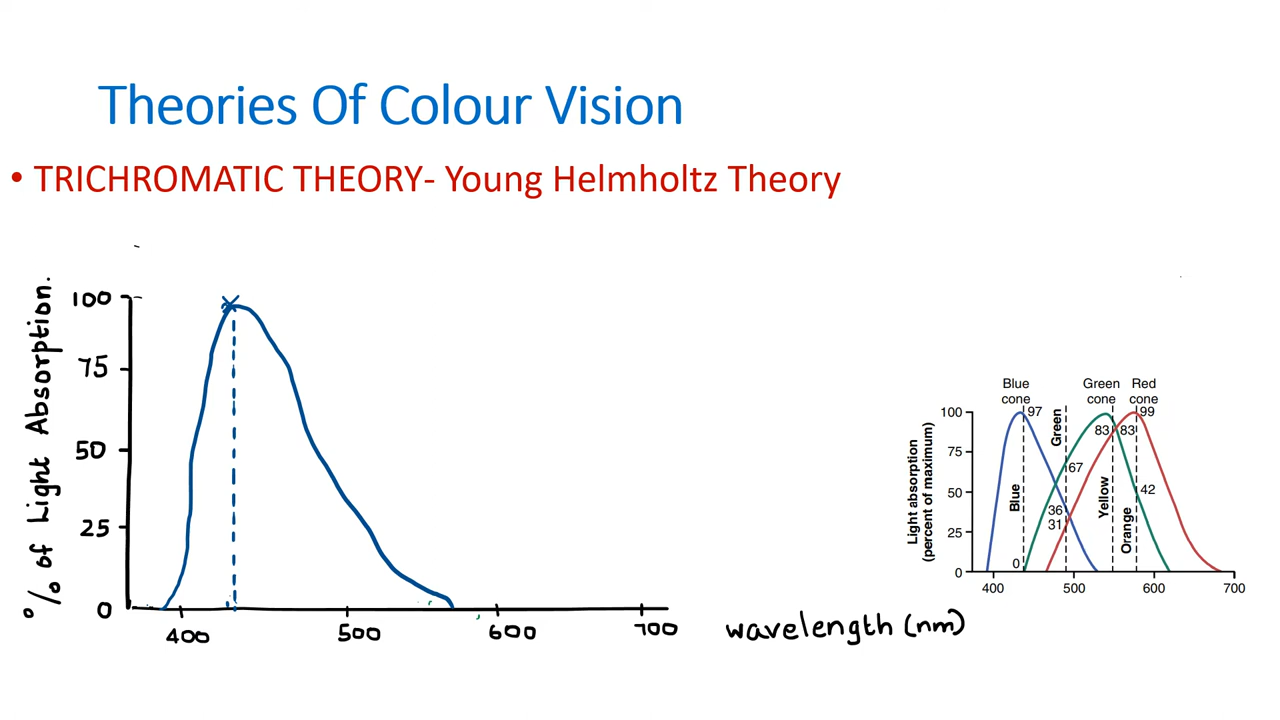 Theories Of Colour Vision
• TRICHROMATIC THEORY- Young Helmholtz Theory
% of Light Absorption.
100
75
50
25
0
400 500 600 700
wavelength (nm)
Blue cone
Green cone
Red cone
Light absorption
(percent of maximum)
100
75
50
25
0
97
99
83
83
67
42
36
31
0
Blue
Green
Yellow
Orange
400 500 600 700